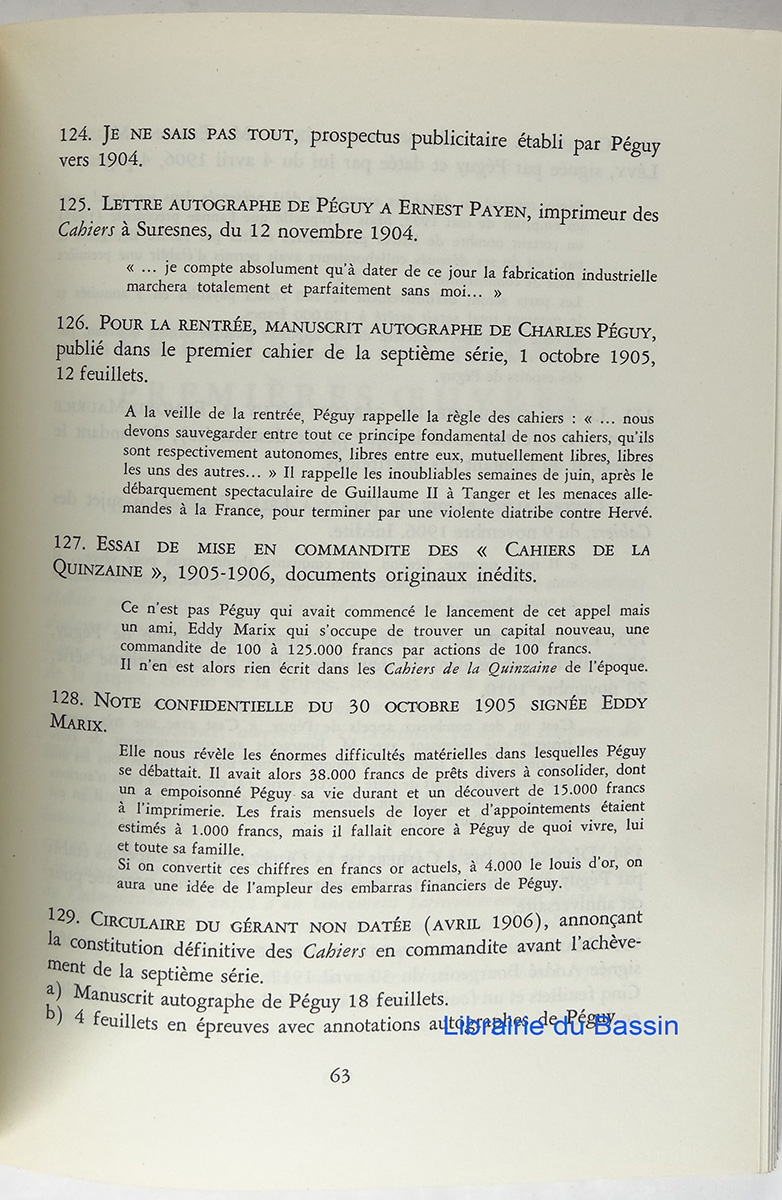 124. JE NE SAIS PAS TOUT, prospectus publicitaire établi par Péguy
vers 1904.
125. LETTRE AUTOGRAPHE DE PÉGUY A ERNEST PAYEN, imprimeur des
Cahiers à Suresnes, du 12 novembre 1904.
« ... je compte absolument qu'à dater de ce jour la fabrication industrielle
marchera totalement et parfaitement sans moi... »
126. POUR LA RENTRÉE, MANUSCRIT AUTOGRAPHE DE CHARLES PÉGUY,
publié dans le premier cahier de la septième série, 1 octobre 1905,
12 feuillets.
A la veille de la rentrée, Péguy rappelle la règle des cahiers : « ... nous
devons sauvegarder entre tout ce principe fondamental de nos cahiers, qu'ils
sont respectivement autonomes, libres entre eux, mutuellement libres, libres
les uns des autres... » Il rappelle les inoubliables semaines de juin, après le
débarquement spectaculaire de Guillaume II à Tanger et les menaces alle-
mandes à la France, pour terminer par une violente diatribe contre Hervé.
127. ESSAI DE MISE EN COMMANDITE DES « CAHIERS DE LA
QUINZAINE », 1905-1906, documents originaux inédits.
Ce n'est pas Péguy qui avait commencé le lancement de cet appel mais
un ami, Eddy Marix qui s'occupe de trouver un capital nouveau, une
commandite de 100 à 125.000 francs par actions de 100 francs.
Il n'en est alors rien écrit dans les Cahiers de la Quinzaine de l'époque.
128. NOTE CONFIDENTIELLE DU 30 OCTOBRE 1905 SIGNÉE EDDY
MARIX.
Elle nous révèle les énormes difficultés matérielles dans lesquelles Péguy
se débattait. Il avait alors 38.000 francs de prêts divers à consolider, dont
un a empoisonné Péguy sa vie durant et un découvert de 15.000 francs
à l'imprimerie. Les frais mensuels de loyer et d'appointements étaient
estimés à 1.000 francs, mais il fallait encore à Péguy de quoi vivre, lui
et toute sa famille.
Si on convertit ces chiffres en francs or actuels, à 4.000 le louis d'or, on
aura une idée de l'ampleur des embarras financiers de Péguy.
129. CIRCULAIRE DU GÉRANT NON DATÉE (AVRIL 1906), annonçant
la constitution définitive des Cahiers en commandite avant l'achève-
ment de la septième série.
a) Manuscrit autographe de Péguy 18 feuillets.
b) 4 feuillets en épreuves avec annotations autographes de Péguy.
Librairie du Bassin
63